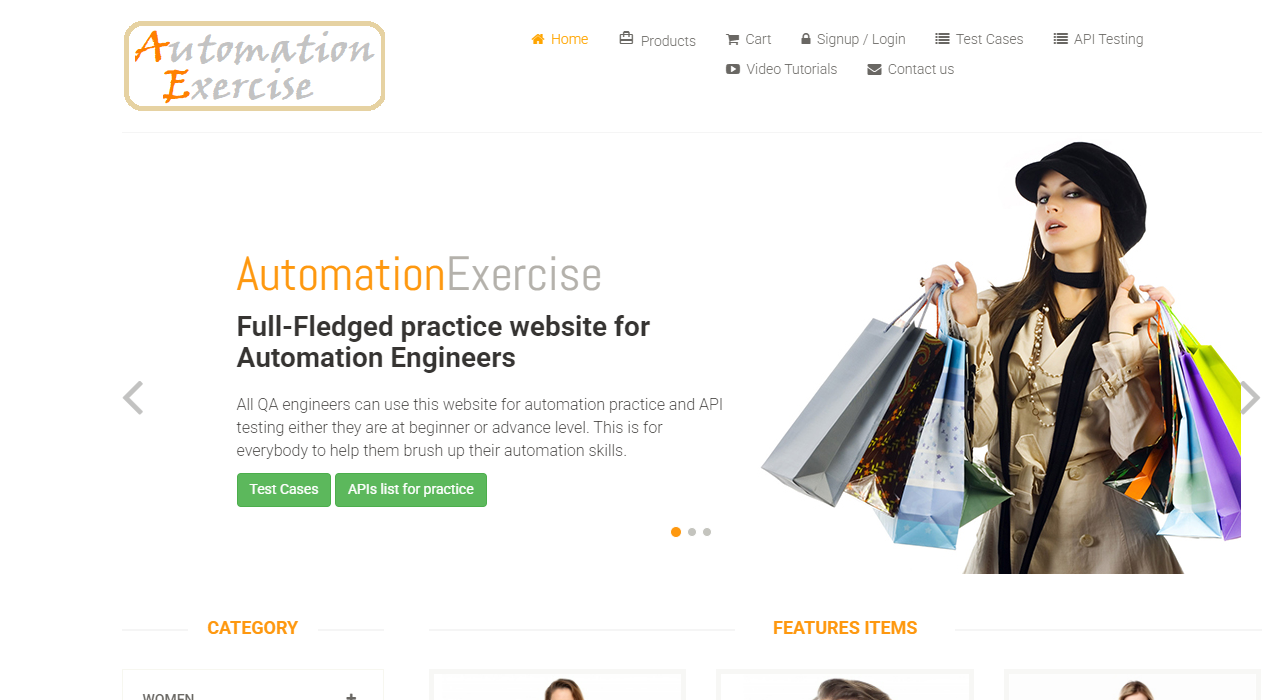 Automation
Exercise
Home
Products
Cart
Signup / Login
Test Cases
API Testing
Video Tutorials
Contact us
AutomationExercise
Full-Fledged practice website for
Automation Engineers
All QA engineers can use this website for automation practice and API
testing either they are at beginner or advance level. This is for
everybody to help them brush up their automation skills.
Test Cases
APIs list for practice
CATEGORY
FEATURES ITEMS
WOMEN